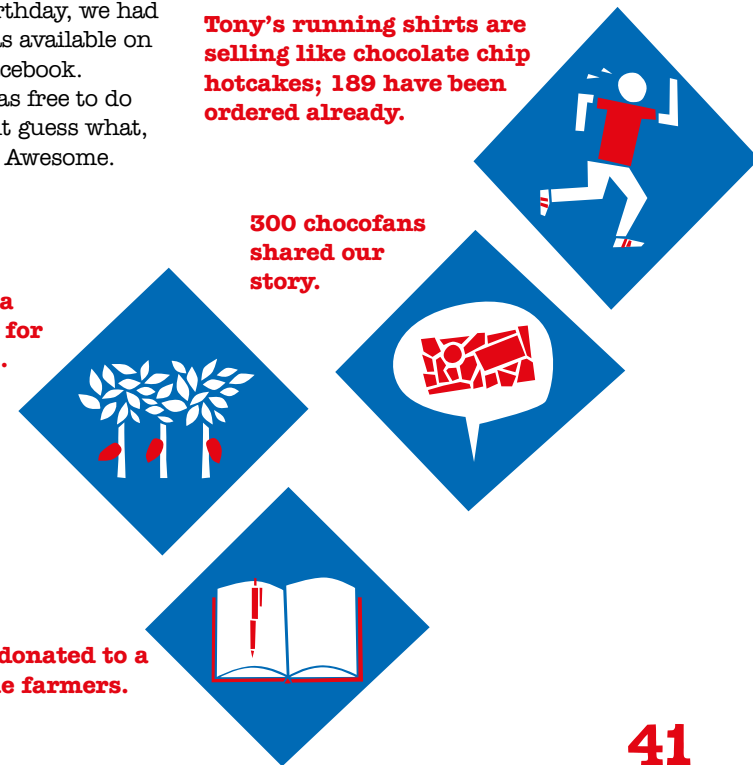 rthday, we had
s available on
cebook.
as free to do
t guess what,
Awesome.
Tony’s running shirts are
selling like chocolate chip
hotcakes; 189 have been
ordered already.
300 chocofans
shared our
story.
a
for
.
donated to a
e farmers.
41